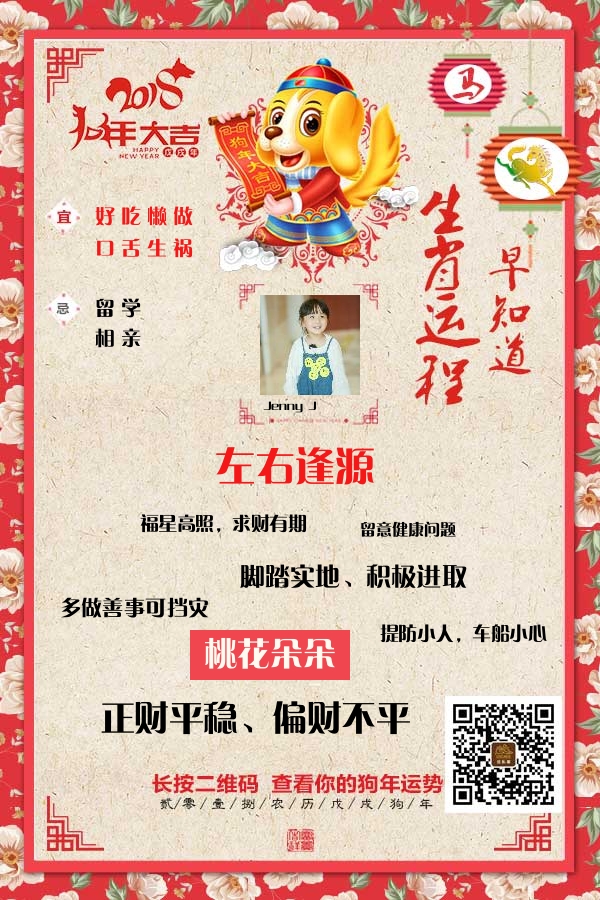 2018
狗年大吉
HAPPY
NEW YEAR
戊戌年
狗年大吉
马
生肖运程
早知道
宜
好吃懒做
口舌生祸
忌
留学
相亲
Jenny J
HAPPY CHINESE NEW YEAR
左右逢源
福星高照，求财有期
留意健康问题
脚踏实地、积极进取
多做善事可挡灾
提防小人，车船小心
桃花朵朵
正财平稳、偏财不平
长按二维码 查看你的狗年运势
贰/零/壹/捌/农/历/戊/戌/狗/年